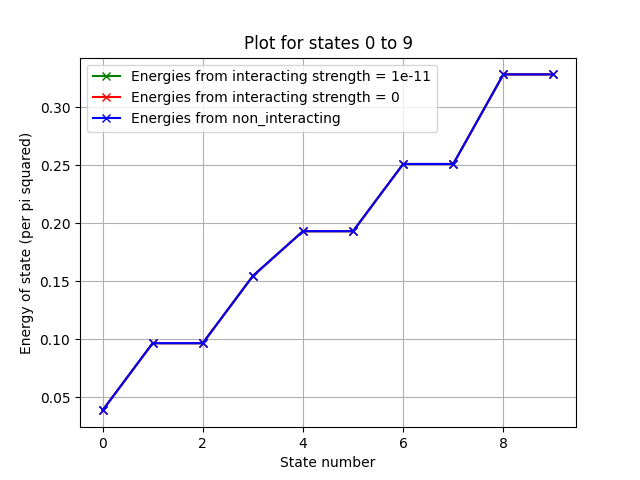 Plot for states 0 to 9
Energies from interacting strength = 1e-11
Energies from interacting strength = 0
Energies from non_interacting
Energy of state (per pi squared)
0.30
0.25
0.20
0.15
0.10
0.05
0 2 4 6 8
State number